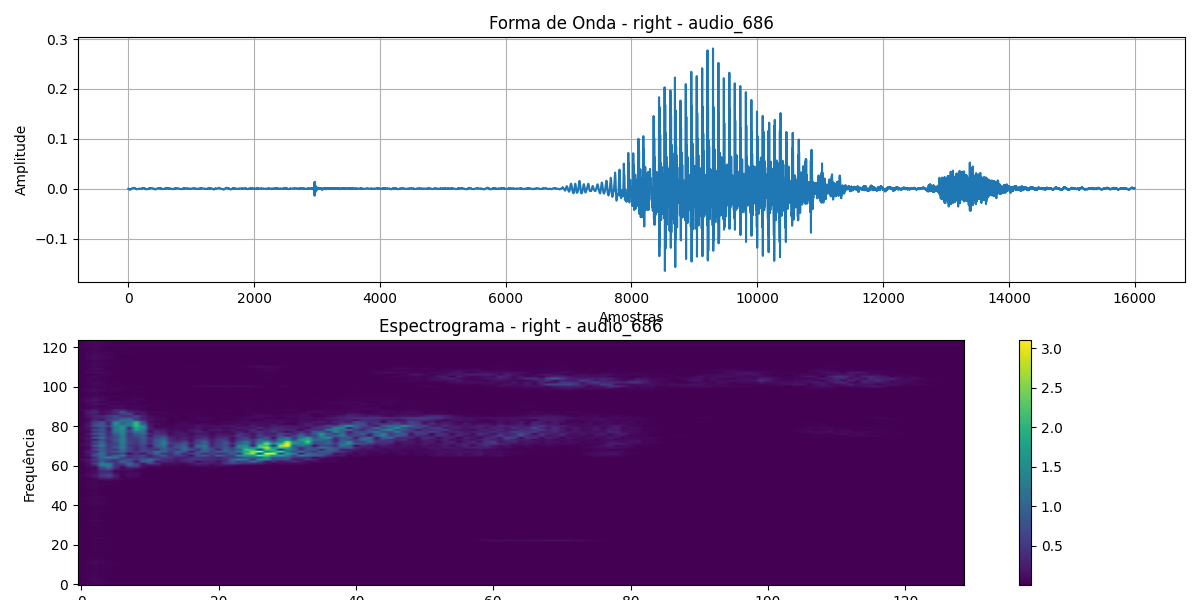 Forma de Onda - right - audio_686
0.3
0.2
0.1
0.0
−0.1
Amplitude
0 2000 4000 6000 8000 10000 12000 14000 16000
Amostras
Espectrograma - right - audio_686
120
100
80
60
40
20
0
Frequência
3.0
2.5
2.0
1.5
1.0
0.5
0 20 40 60 80 100 120